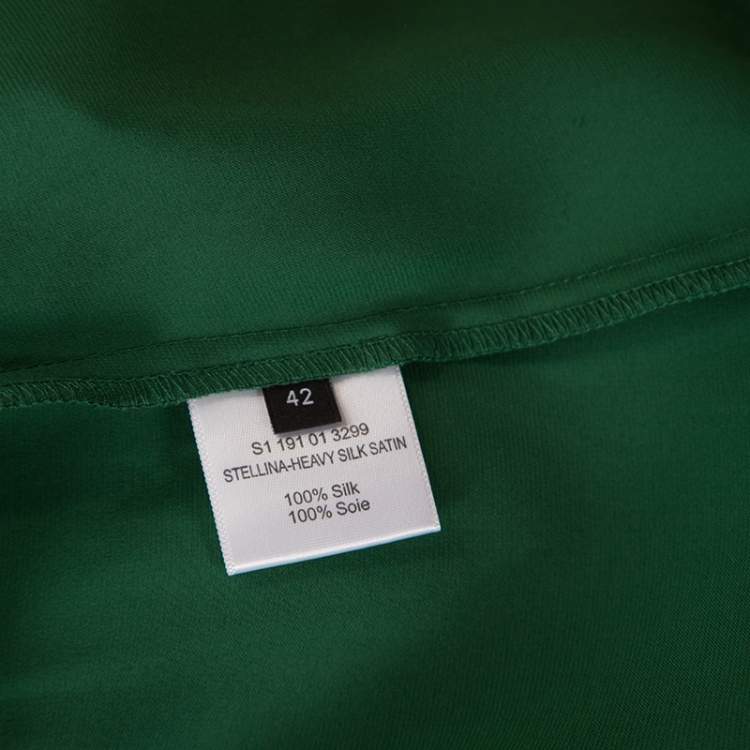 42
S1 191 01 3299
STELLINA-HEAVY SILK SATIN
100% Silk
100% Soie